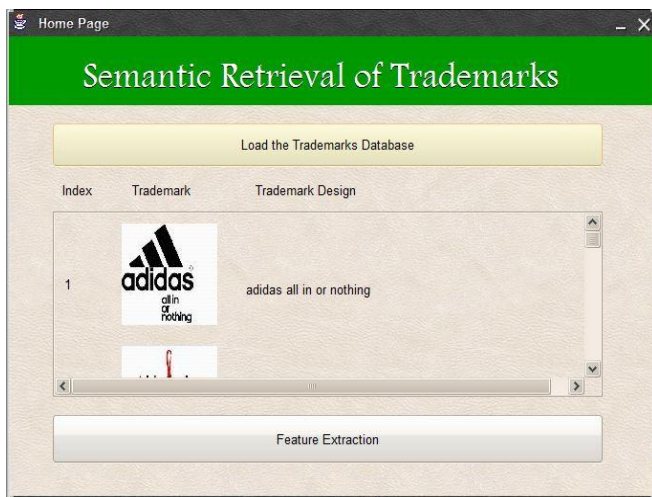 Home Page
Semantic Retrieval of Trademarks
Load the Trademarks Database
Index Trademark Trademark Design
adidas
all in
or
nothing
1
adidas all in or nothing
Feature Extraction